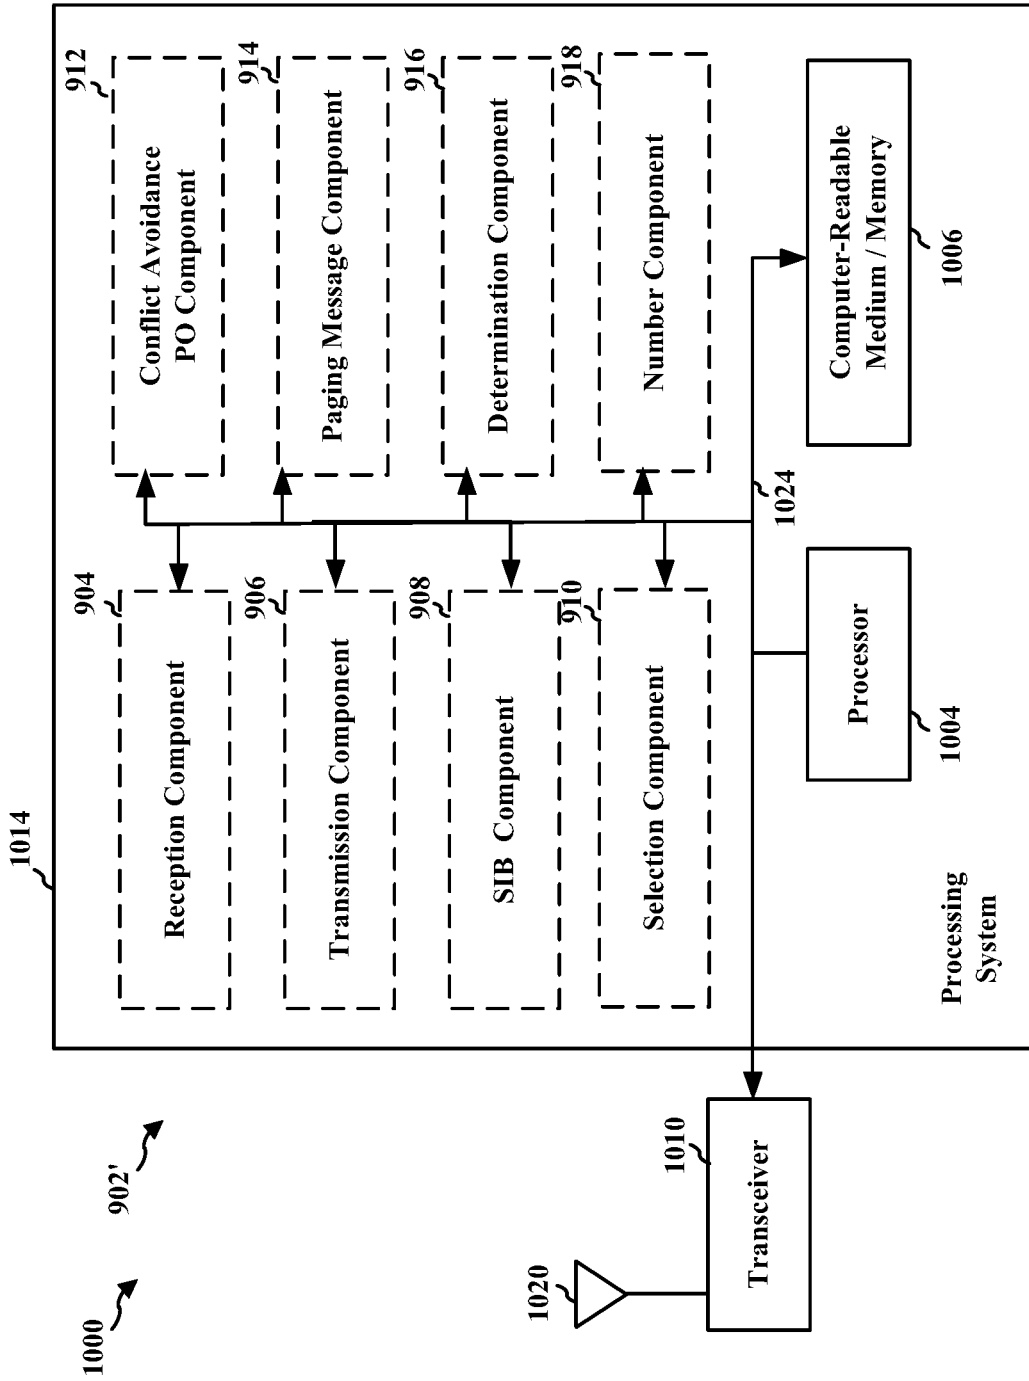 1000
902'
1014
904
Reception Component
906
Transmission Component
908
SIB Component
910
Selection Component
912
Conflict Avoidance
PO Component
914
Paging Message Component
916
Determination Component
918
Number Component
1024
Processor
1004
Computer-Readable
Medium / Memory
1006
Processing
System
1020
1010
Transceiver